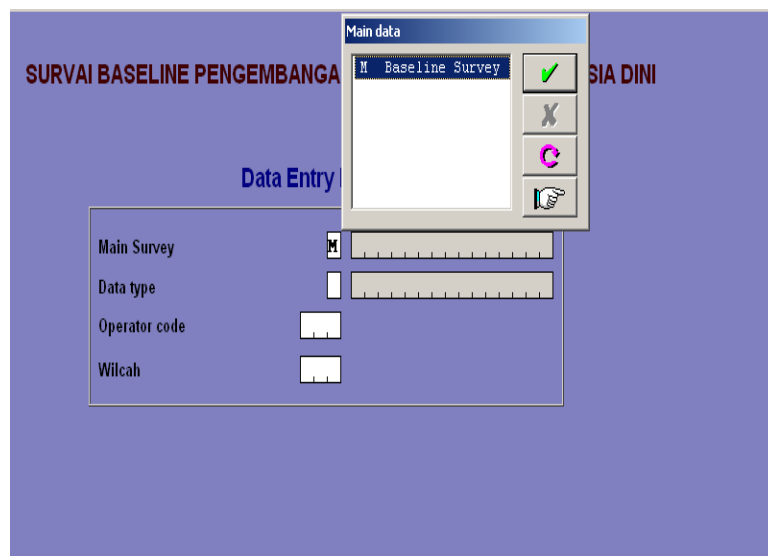 Main data
M Baseline Survey
SURVAI BASELINE PENGEMBANGA SIA DINI
Data Entry
Main Survey M
Data type
Operator code
Wilcah